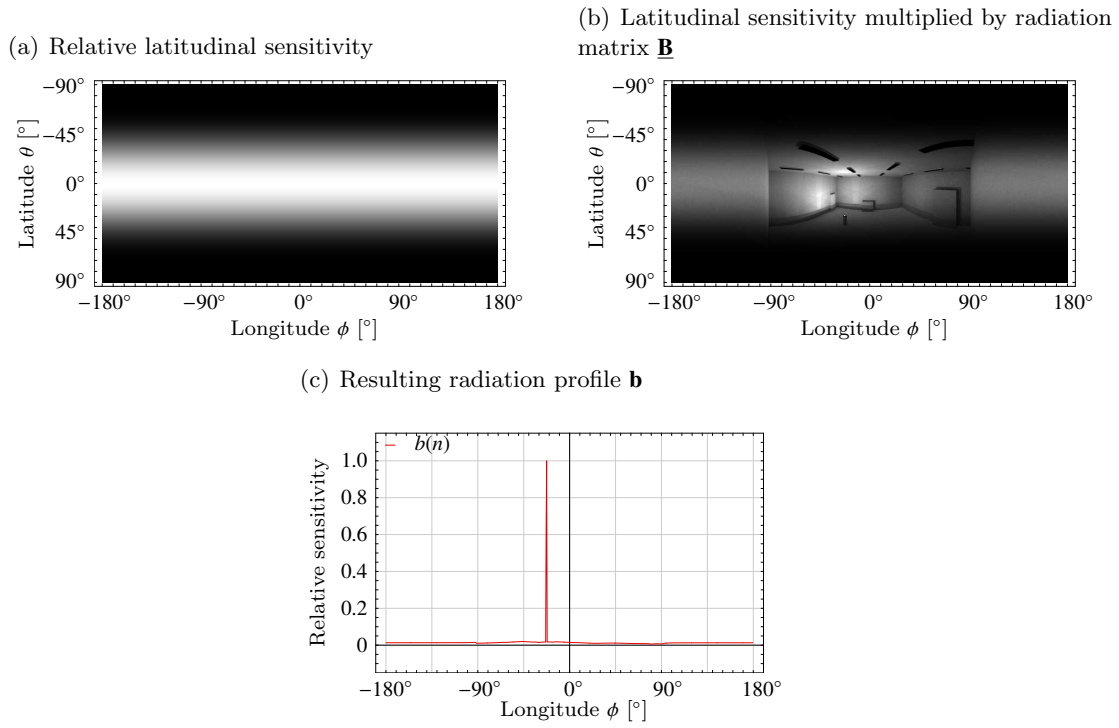 (a) Relative latitudinal sensitivity
(b) Latitudinal sensitivity multiplied by radiation
matrix B
−90°
−45°
0°
45°
90°
Latitude θ [°]
−180°
−90°
0°
90°
180°
Longitude ϕ [°]
−90°
−45°
0°
45°
90°
Latitude θ [°]
−180°
−90°
0°
90°
180°
Longitude ϕ [°]
(c) Resulting radiation profile b
b(n)
1.0
0.8
0.6
0.4
0.2
0
Relative sensitivity
−180°
−90°
0°
90°
180°
Longitude ϕ [°]